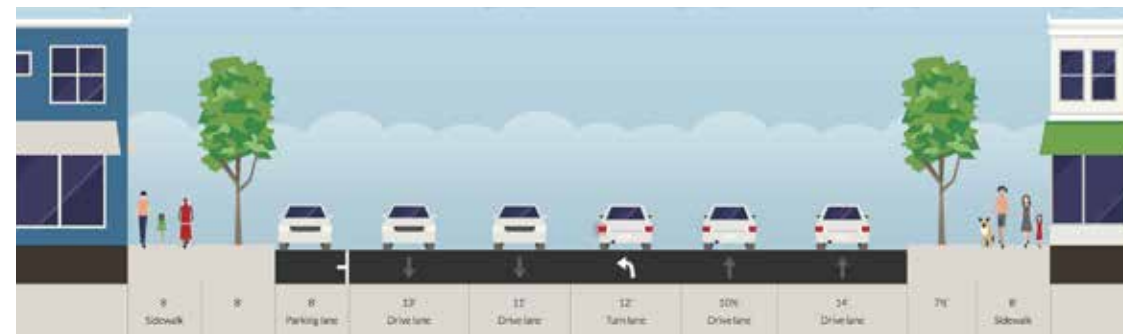 8'
Sidewalk
8'
8'
Parking lane
13'
Drive lane
11'
Drive lane
12'
Turn lane
10½'
Drive lane
14'
Drive lane
7½'
8'
Sidewalk